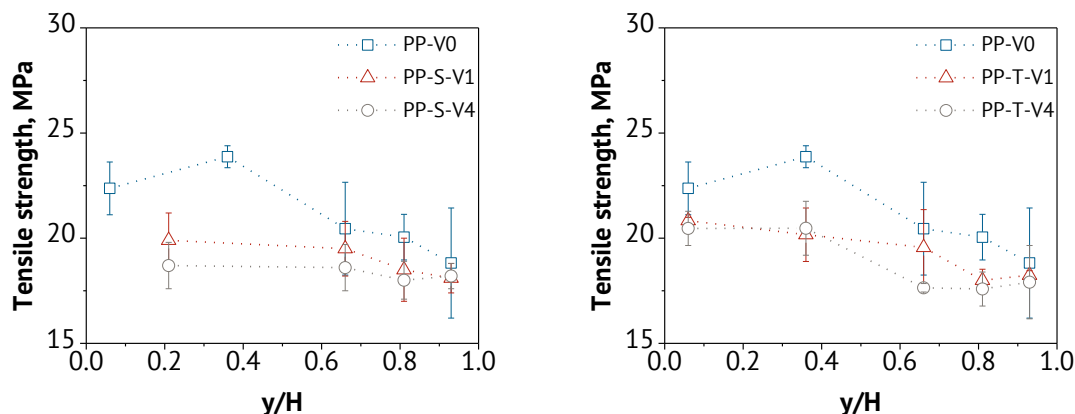 30
25
20
15
Tensile strength, MPa
PP-V0
PP-S-V1
PP-S-V4
0.0 0.2 0.4 0.6 0.8 1.0
y/H
30
25
20
15
Tensile strength, MPa
PP-V0
PP-T-V1
PP-T-V4
0.0 0.2 0.4 0.6 0.8 1.0
y/H